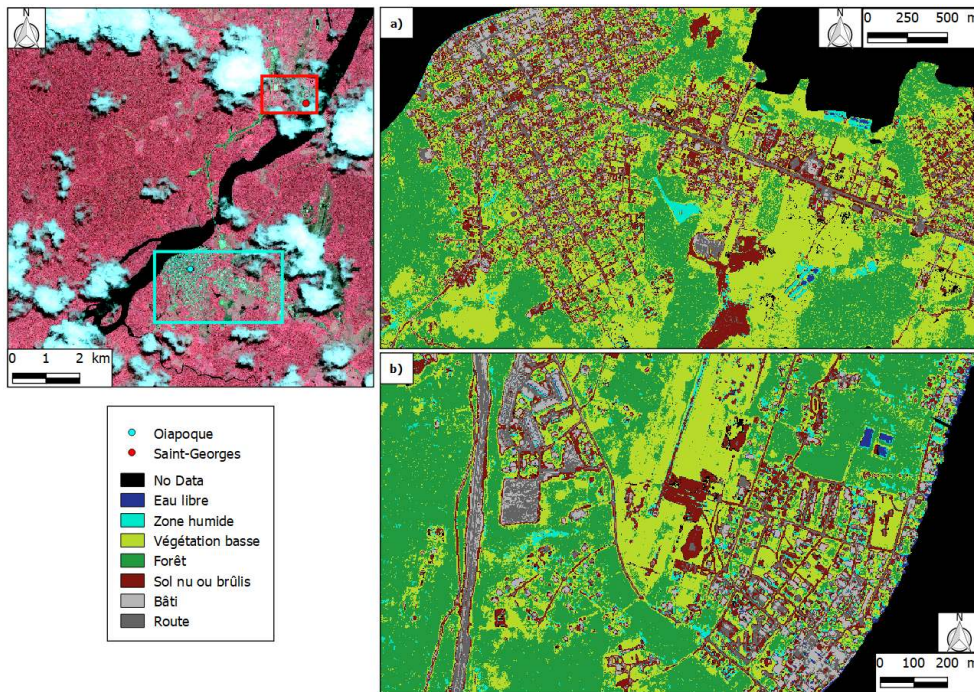 N
0 1 2 km
Oiapoque
Saint-Georges
No Data
Eau libre
Zone humide
Végétation basse
Forêt
Sol nu ou brûlis
Bâti
Route
a)
N
0 250 500 m
b)
N
0 100 200 m